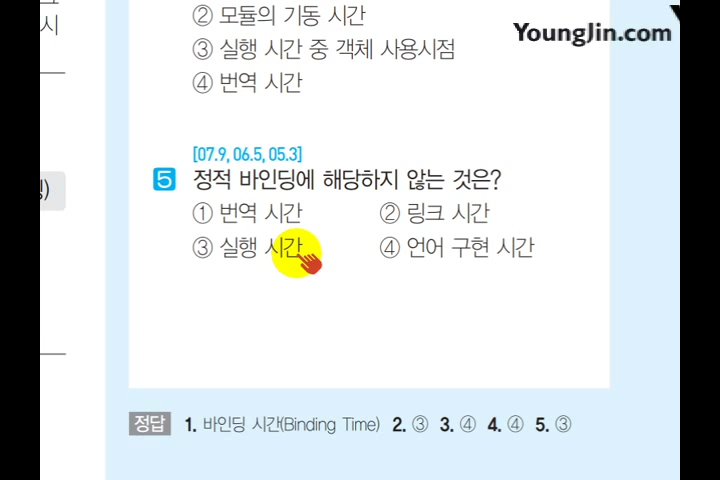 시
② 모듈의 기동 시간
YoungJin.com
③ 실행 시간 중 객체 사용시점
④ 번역 시간
[07.9, 06.5, 05.3]
5 정적 바인딩에 해당하지 않는 것은?
① 번역 시간 ② 링크 시간
③ 실행 시간 ④ 언어 구현 시간
정답 1. 바인딩 시간(Binding Time) 2. ③ 3. ④ 4. ④ 5. ③